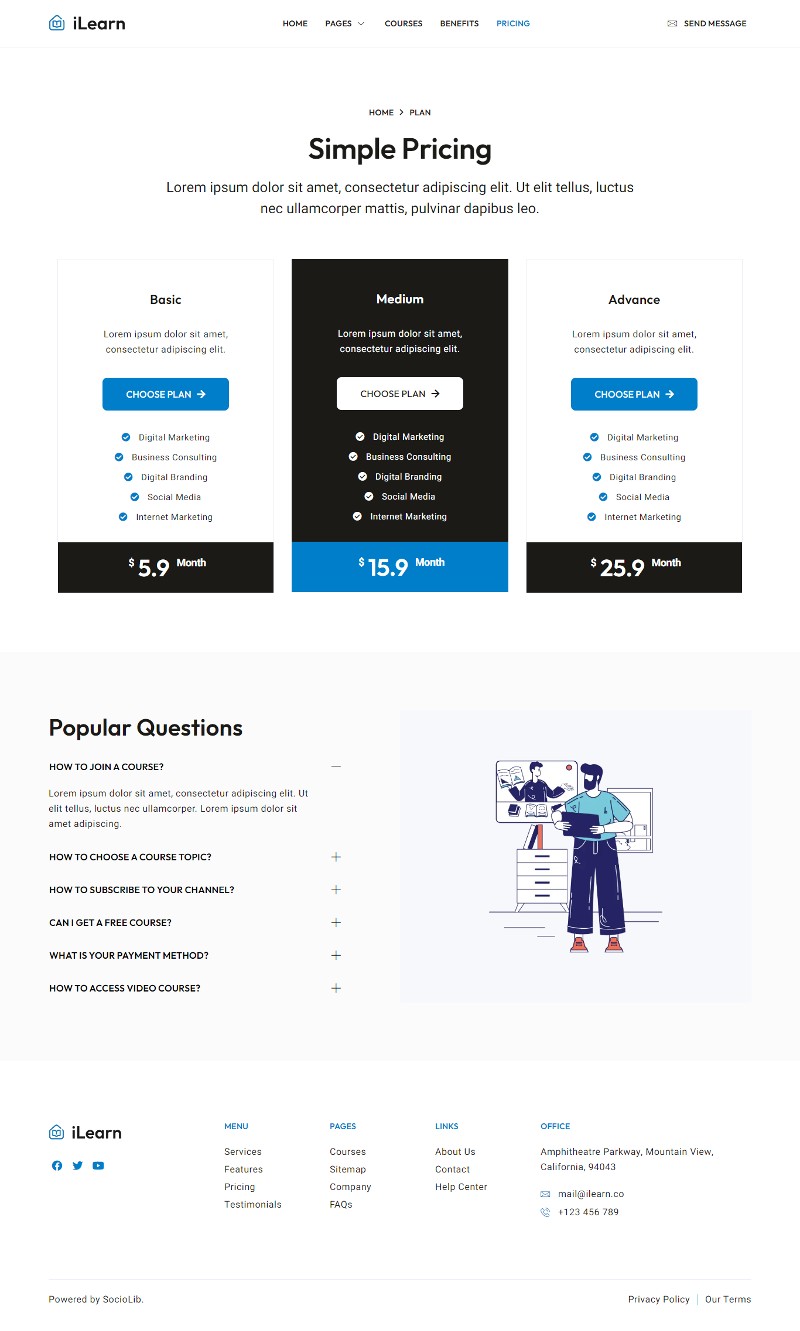 iLearn
HOME PAGES COURSES BENEFITS PRICING
SEND MESSAGE
HOME > PLAN
Simple Pricing
Lorem ipsum dolor sit amet, consectetur adipiscing elit. Ut elit tellus, luctus
nec ullamcorper mattis, pulvinar dapibus leo.
Basic
Lorem ipsum dolor sit amet,
consectetur adipiscing elit.
CHOOSE PLAN
Digital Marketing
Business Consulting
Digital Branding
Social Media
Internet Marketing
$ 5.9 Month
Medium
Lorem ipsum dolor sit amet,
consectetur adipiscing elit.
CHOOSE PLAN
Digital Marketing
Business Consulting
Digital Branding
Social Media
Internet Marketing
$ 15.9 Month
Advance
Lorem ipsum dolor sit amet,
consectetur adipiscing elit.
CHOOSE PLAN
Digital Marketing
Business Consulting
Digital Branding
Social Media
Internet Marketing
$ 25.9 Month
Popular Questions
HOW TO JOIN A COURSE?
Lorem ipsum dolor sit amet, consectetur adipiscing elit. Ut
elit tellus, luctus nec ullamcorper. Lorem ipsum dolor sit
amet adipiscing.
HOW TO CHOOSE A COURSE TOPIC?
HOW TO SUBSCRIBE TO YOUR CHANNEL?
CAN I GET A FREE COURSE?
WHAT IS YOUR PAYMENT METHOD?
HOW TO ACCESS VIDEO COURSE?
iLearn
MENU
Services
Features
Pricing
Testimonials
PAGES
Courses
Sitemap
Company
FAQs
LINKS
About Us
Contact
Help Center
OFFICE
Amphitheatre Parkway, Mountain View,
California, 94043
mail@ilearn.co
+123 456 789
Powered by SocioLib.
Privacy Policy | Our Terms